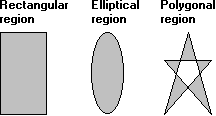 Rectangular region
Elliptical region
Polygonal region